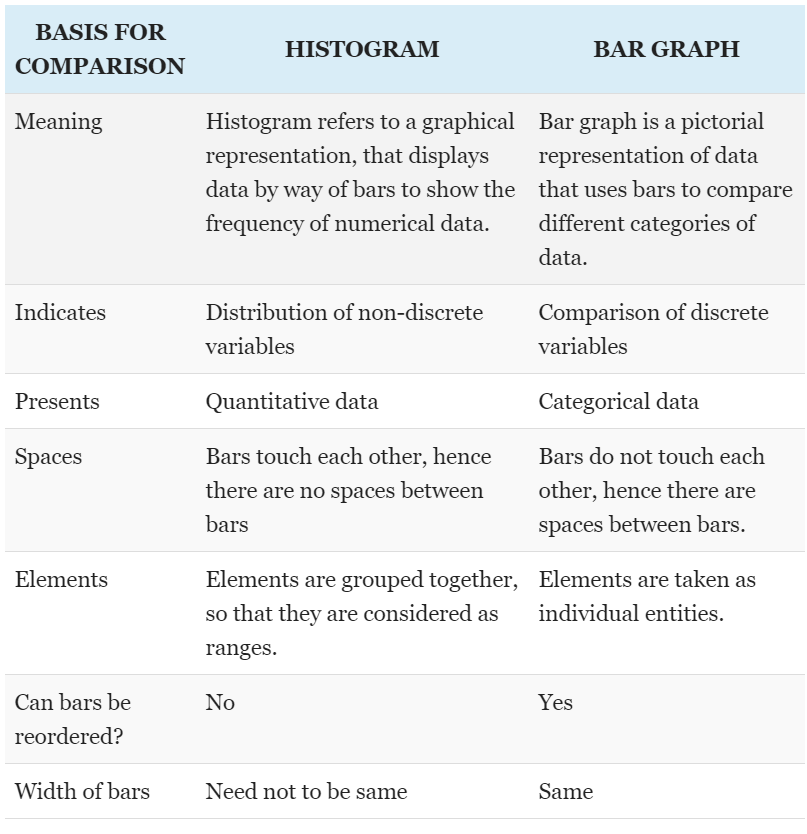 BASIS FOR
COMPARISON
HISTOGRAM
BAR GRAPH
Meaning
Histogram refers to a graphical
representation, that displays
data by way of bars to show the
frequency of numerical data.
Bar graph is a pictorial
representation of data
that uses bars to compare
different categories of
data.
Indicates
Distribution of non-discrete
variables
Comparison of discrete
variables
Presents
Quantitative data
Categorical data
Spaces
Bars touch each other, hence
there are no spaces between
bars
Bars do not touch each
other, hence there are
spaces between bars.
Elements
Elements are grouped together,
so that they are considered as
ranges.
Elements are taken as
individual entities.
Can bars be
reordered?
No
Yes
Width of bars
Need not to be same
Same